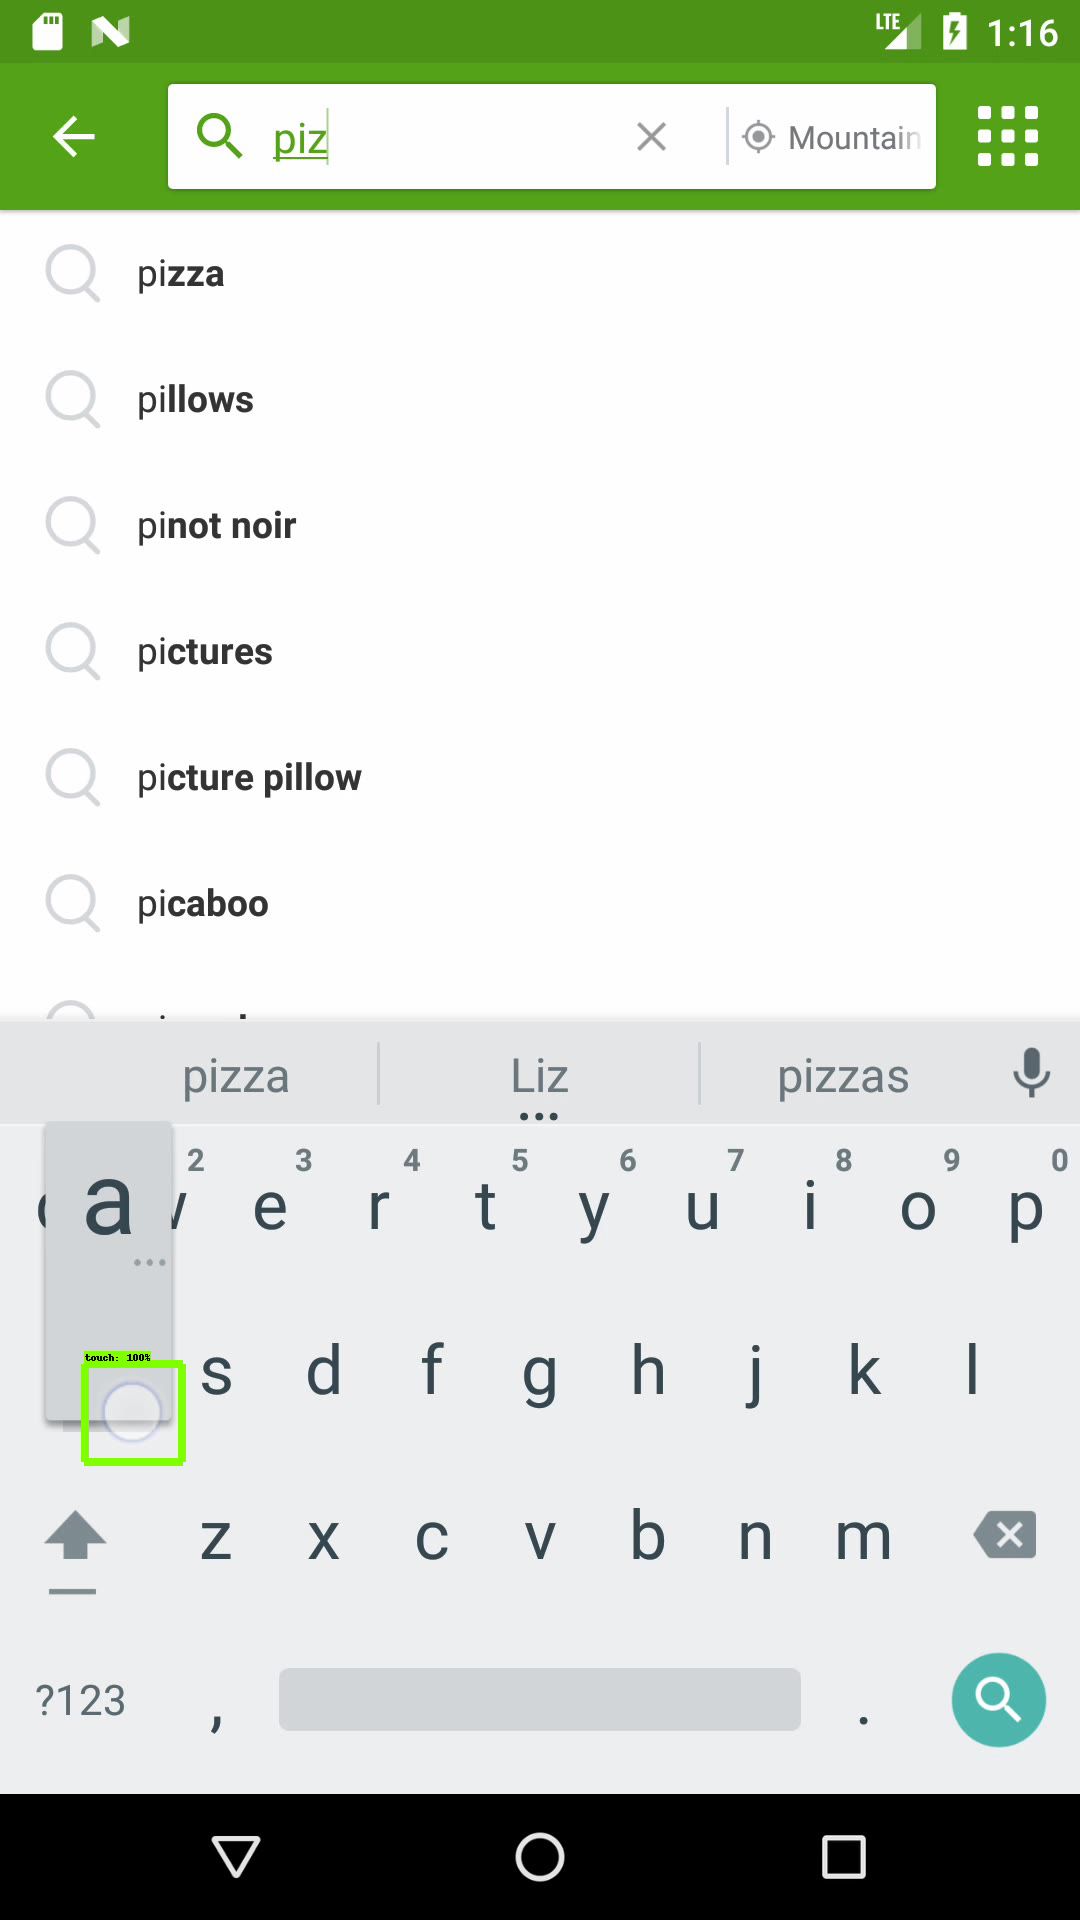 LTE 1:16
piz Mountain
pizza
pillows
pinot noir
pictures
picture pillow
picaboo
pizza Liz pizzas
2 3 4 5 6 7 8 9 0
a e r t y u i o p
touch: 100%
s d f g h j k l
z x c v b n m
?123 , .